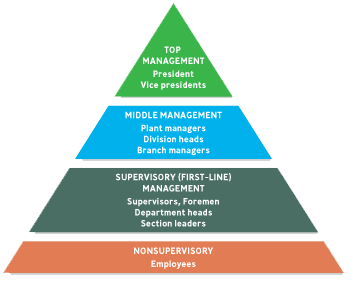 TOP
MANAGEMENT
President
Vice presidents
MIDDLE MANAGEMENT
Plant managers
Division heads
Branch managers
SUPERVISORY (FIRST-LINE)
MANAGEMENT
Supervisors, Foremen
Department heads
Section leaders
NONSUPERVISORY
Employees